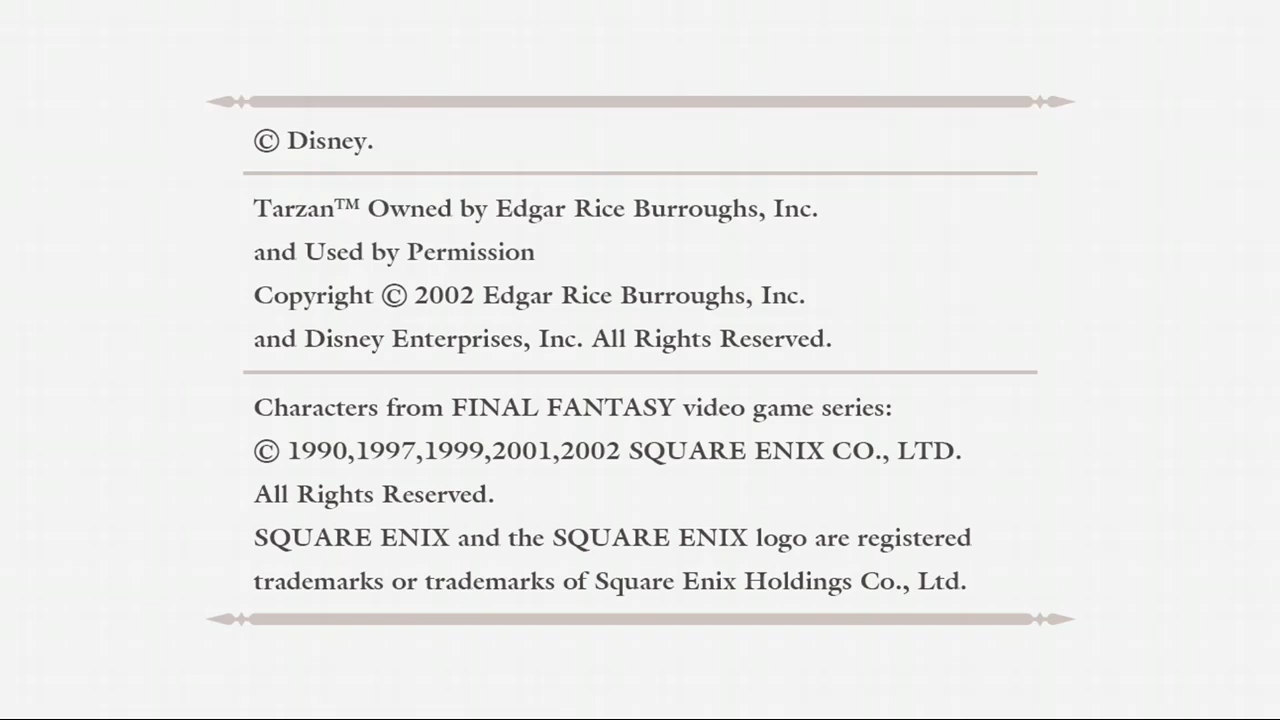 © Disney.
Tarzan™ Owned by Edgar Rice Burroughs, Inc.
and Used by Permission
Copyright © 2002 Edgar Rice Burroughs, Inc.
and Disney Enterprises, Inc. All Rights Reserved.
Characters from FINAL FANTASY video game series:
© 1990,1997,1999,2001,2002 SQUARE ENIX CO., LTD.
All Rights Reserved.
SQUARE ENIX and the SQUARE ENIX logo are registered
trademarks or trademarks of Square Enix Holdings Co., Ltd.